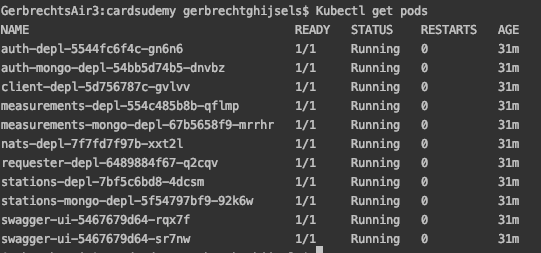 GerbrechtsAir3:cardsudemy gerbrechtghijsels$ Kubectl get pods
NAME READY STATUS RESTARTS AGE
auth-depl-5544fc6f4c-gn6n6 1/1 Running 0 31m
auth-mongo-depl-54bb5d74b5-dnvbz 1/1 Running 0 31m
client-depl-5d756787c-gvlvv 1/1 Running 0 31m
measurements-depl-554c485b8b-qflmp 1/1 Running 0 31m
measurements-mongo-depl-67b5658f9-mrrhr 1/1 Running 0 31m
nats-depl-7f7fd7f97b-xxt2l 1/1 Running 0 31m
requester-depl-6489884f67-q2cqv 1/1 Running 0 31m
stations-depl-7bf5c6bd8-4dcsm 1/1 Running 0 31m
stations-mongo-depl-5f54797bf9-92k6w 1/1 Running 0 31m
swagger-ui-5467679d64-rqx7f 1/1 Running 0 31m
swagger-ui-5467679d64-sr7nw 1/1 Running 0 31m